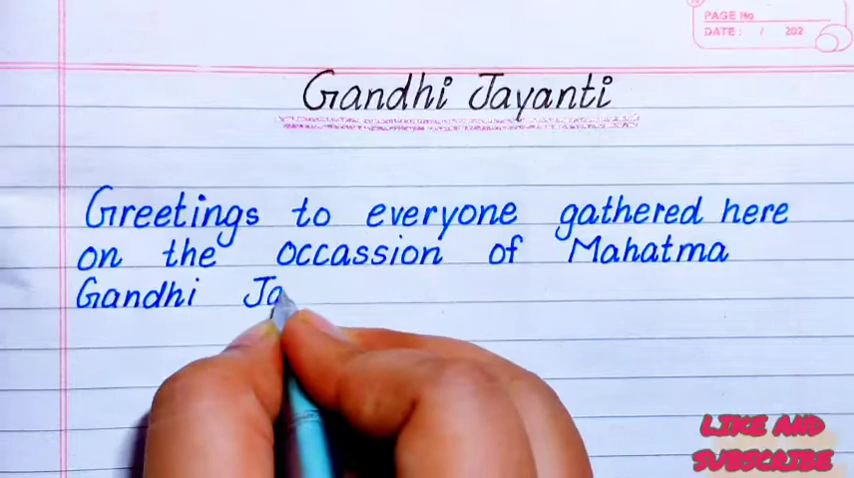 PAGE No
DATE: / 202
Gandhi Jayanti
Greetings to everyone gathered here
on the occassion of Mahatma
Gandhi Ja
LIKE AND
SUBSCRIBE